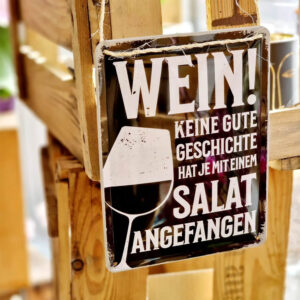 WEIN!
KEINE GUTE
GESCHICHTE
HAT JE MIT EINEM
SALAT
ANGEFANGEN